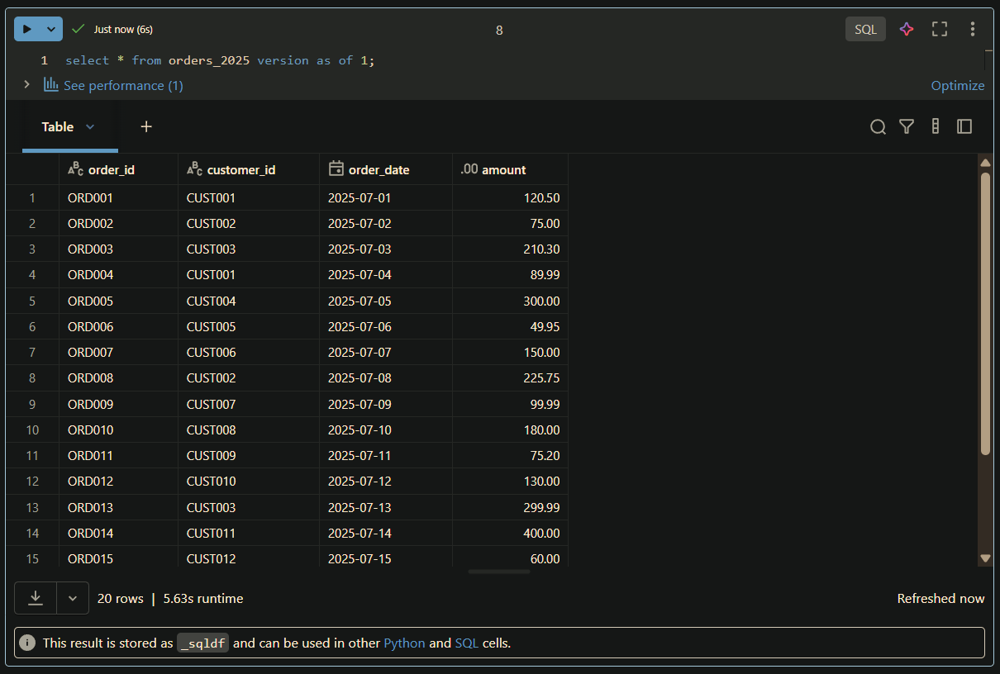 Just now (6s)
8
SQL
1 select * from orders_2025 version as of 1;
See performance (1)
Optimize
Table
order_id customer_id order_date .00 amount
1 ORD001 CUST001 2025-07-01 120.50
2 ORD002 CUST002 2025-07-02 75.00
3 ORD003 CUST003 2025-07-03 210.30
4 ORD004 CUST001 2025-07-04 89.99
5 ORD005 CUST004 2025-07-05 300.00
6 ORD006 CUST005 2025-07-06 49.95
7 ORD007 CUST006 2025-07-07 150.00
8 ORD008 CUST002 2025-07-08 225.75
9 ORD009 CUST007 2025-07-09 99.99
10 ORD010 CUST008 2025-07-10 180.00
11 ORD011 CUST009 2025-07-11 75.20
12 ORD012 CUST010 2025-07-12 130.00
13 ORD013 CUST003 2025-07-13 299.99
14 ORD014 CUST011 2025-07-14 400.00
15 ORD015 CUST012 2025-07-15 60.00
20 rows | 5.63s runtime
Refreshed now
This result is stored as _sqldf and can be used in other Python and SQL cells.